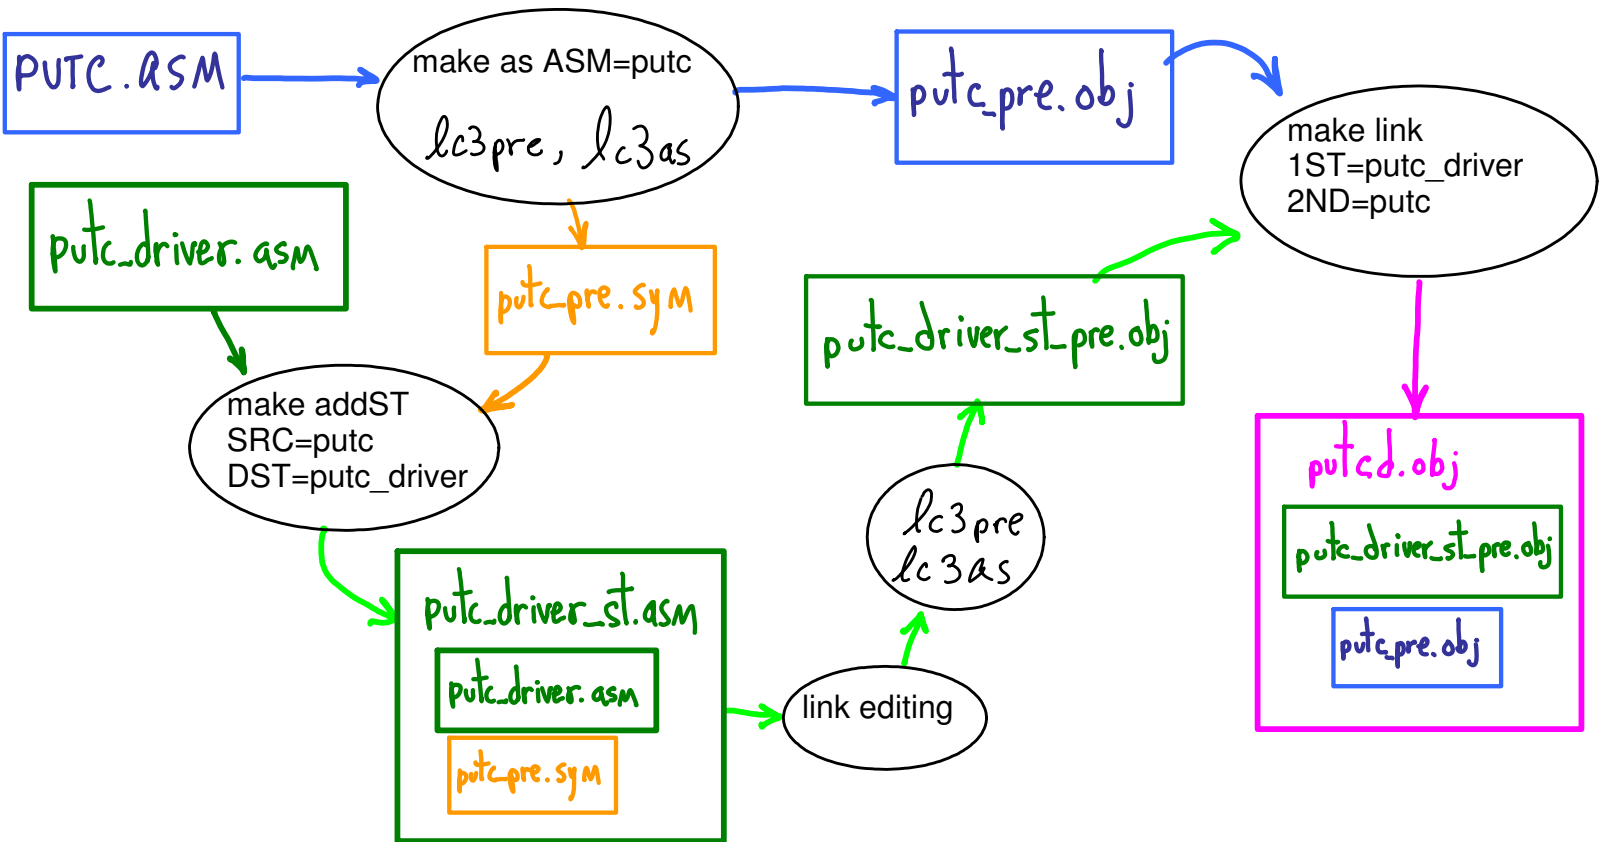 PUTC.asm
make as ASM=putc
lc3pre, lc3as
putc_pre.obj
make link
1ST=putc_driver
2ND=putc
putc_driver.asm
putc_pre.sym
putc_driver_st_pre.obj
make addST
SRC=putc
DST=putc_driver
lc3pre
lc3as
putcd.obj
putc_driver_st_pre.obj
putc_pre.obj
putc_driver_st.asm
putc_driver.asm
putc_pre.sym
link editing